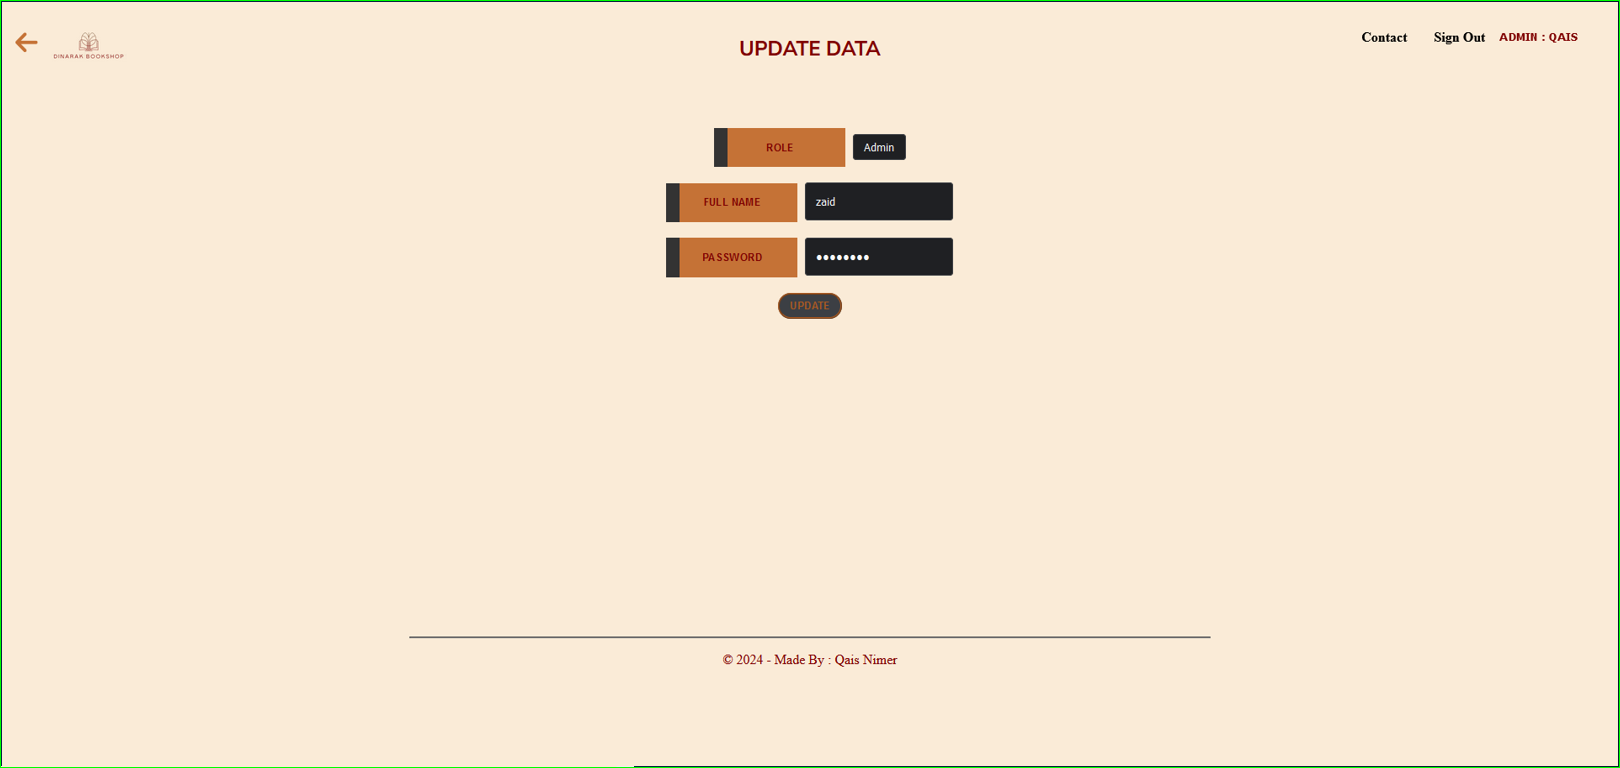 DINARAK BOOKSHOP
UPDATE DATA
Contact Sign Out ADMIN : QAIS
ROLE Admin
FULL NAME zaid
PASSWORD ••••••••
UPDATE
© 2024 - Made By : Qais Nimer